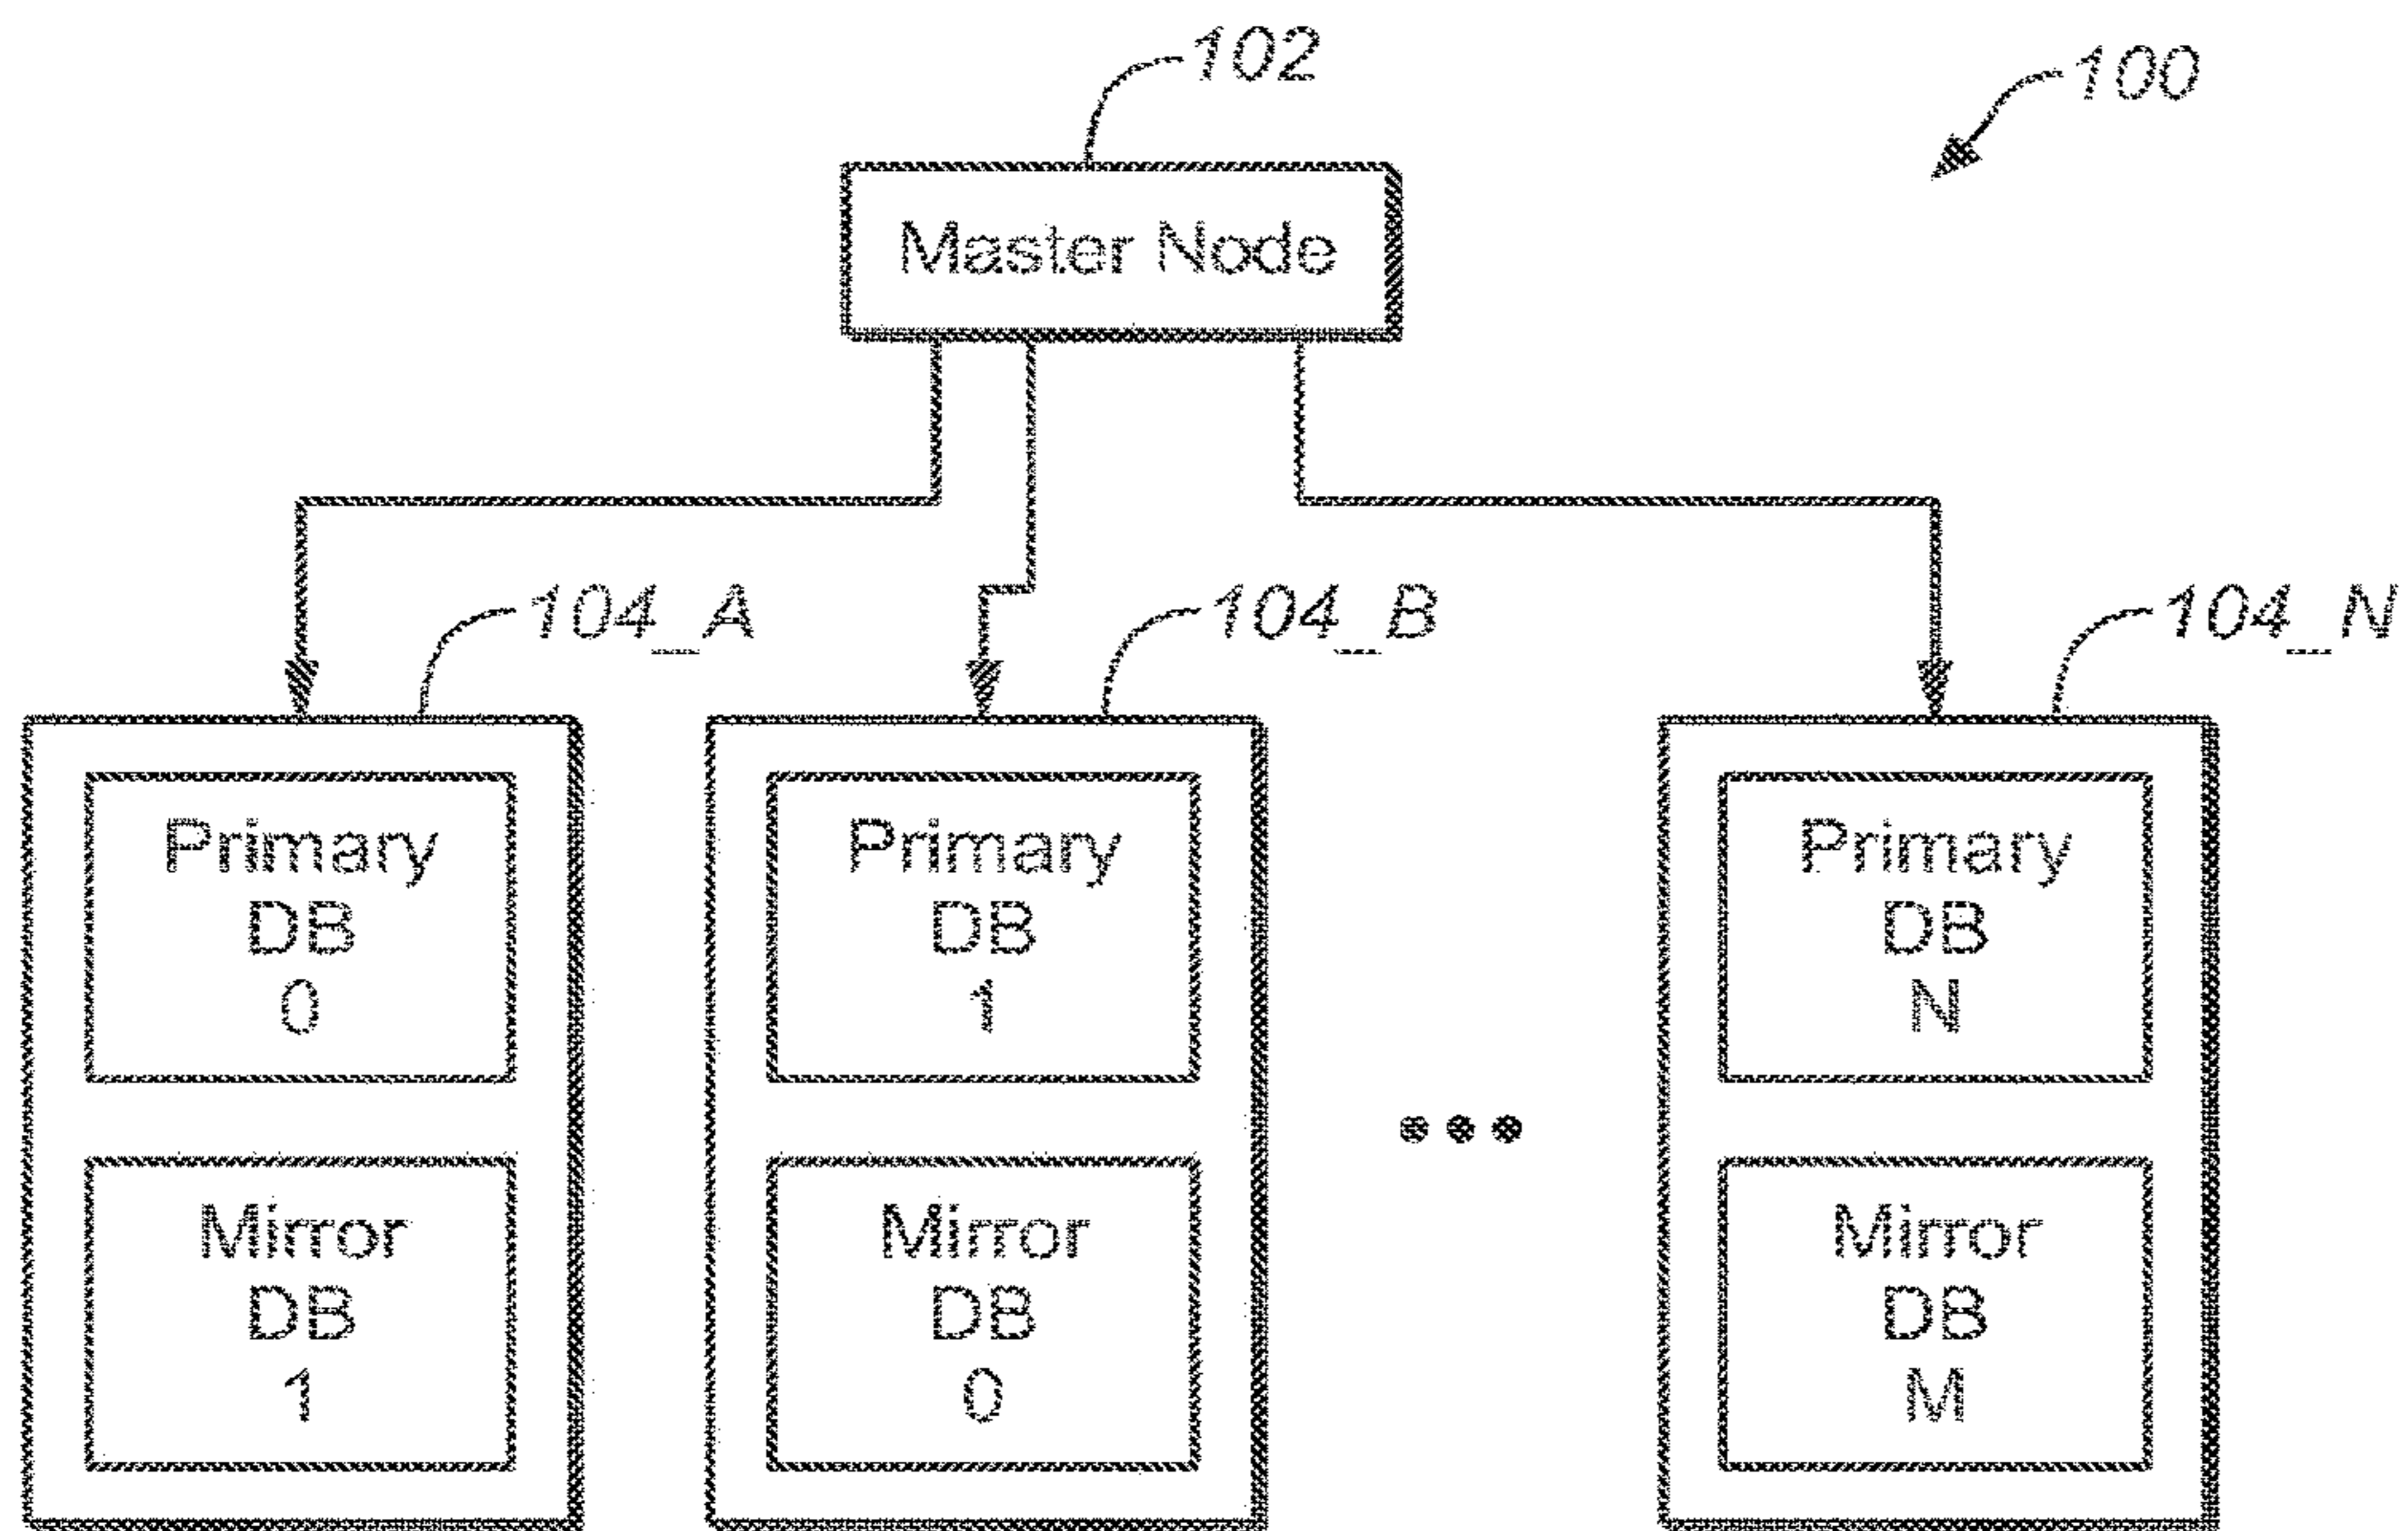 102
100
Master Node
104_A
104_B
104_N
Primary
DB
0
Primary
DB
1
Primary
DB
N
Mirror
DB
1
Mirror
DB
0
Mirror
DB
M